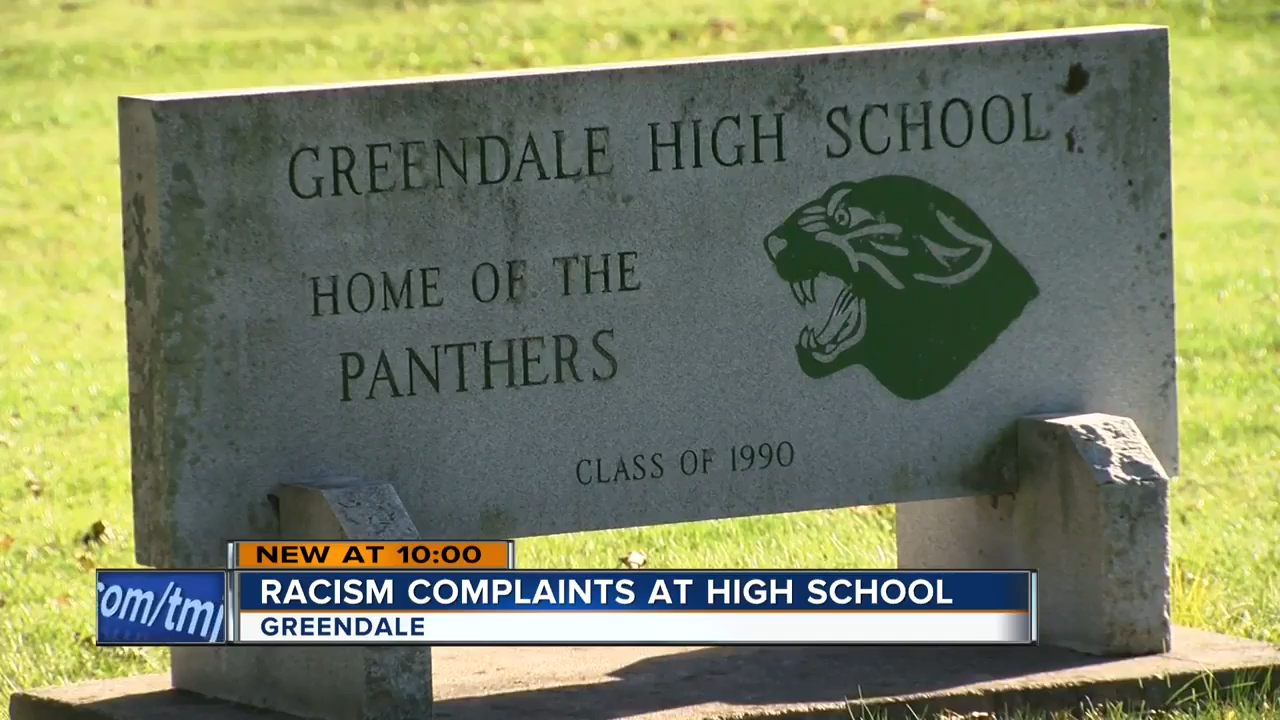 GREENDALE HIGH SCHOOL
HOME OF THE
PANTHERS
CLASS OF 1990
NEW AT 10:00
com/tmj
RACISM COMPLAINTS AT HIGH SCHOOL
GREENDALE